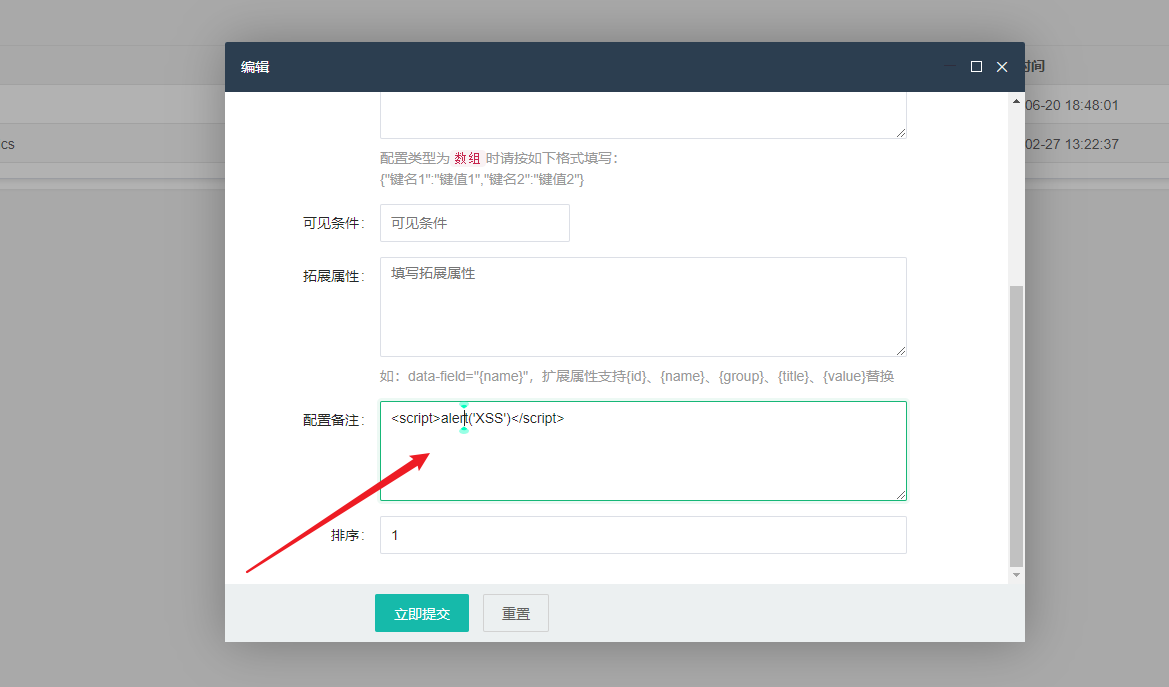 编辑
时间
06-20 18:48:01
cs
02-27 13:22:37
配置类型为 数组 时请按如下格式填写：
{"键名1":"键值1","键名2":"键值2"}
可见条件：
可见条件
拓展属性：
填写拓展属性
如：data-field="{name}"，扩展属性支持{id}、{name}、{group}、{title}、{value}替换
配置备注：
<script>alert('XSS')</script>
排序：
1
立即提交
重置